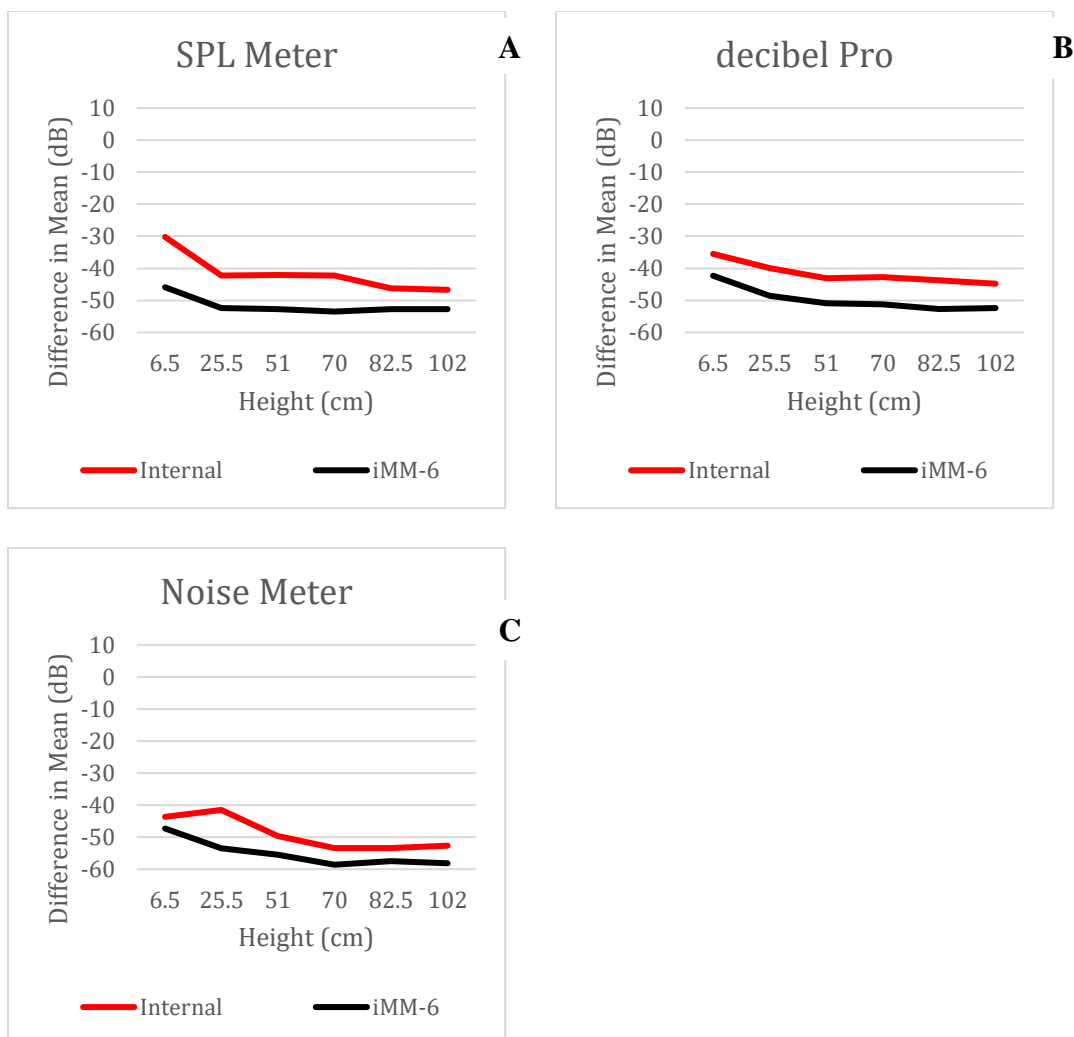 SPL Meter
A
Difference in Mean (dB)
10
0
-10
-20
-30
-40
-50
-60
6.5 25.5 51 70 82.5 102
Height (cm)
Internal iMM-6
decibel Pro
B
Difference in Mean (dB)
10
0
-10
-20
-30
-40
-50
-60
6.5 25.5 51 70 82.5 102
Height (cm)
Internal iMM-6
Noise Meter
C
Difference in Mean (dB)
10
0
-10
-20
-30
-40
-50
-60
6.5 25.5 51 70 82.5 102
Height (cm)
Internal iMM-6